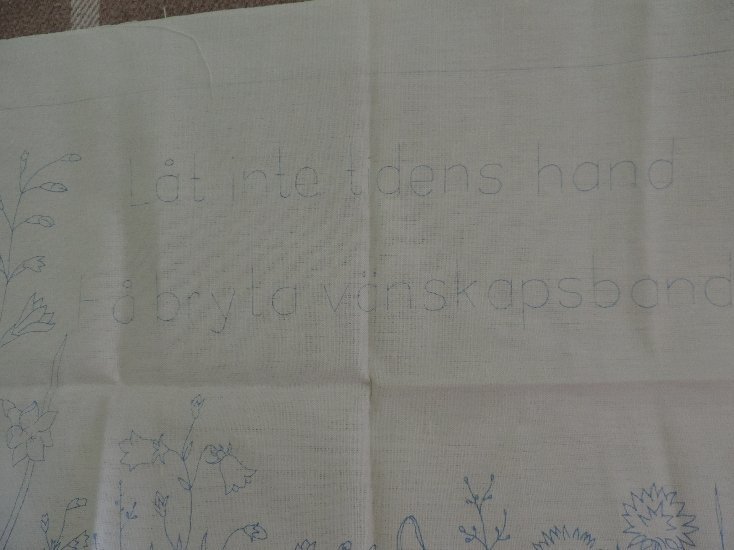 Låt inte tidens hand
Få bryta vänskapsband